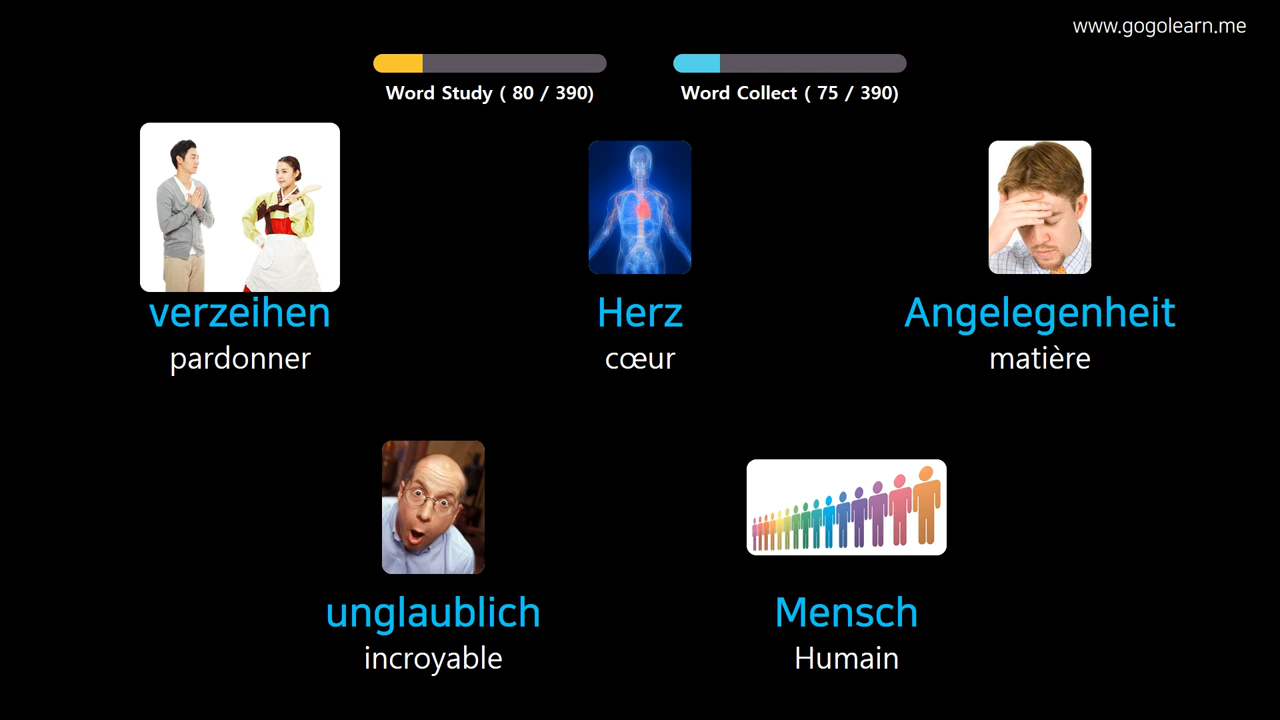 www.gogolearn.me
Word Study ( 80 / 390)
Word Collect ( 75 / 390)
verzeihen
pardonner
Herz
cœur
Angelegenheit
matière
unglaublich
incroyable
Mensch
Humain